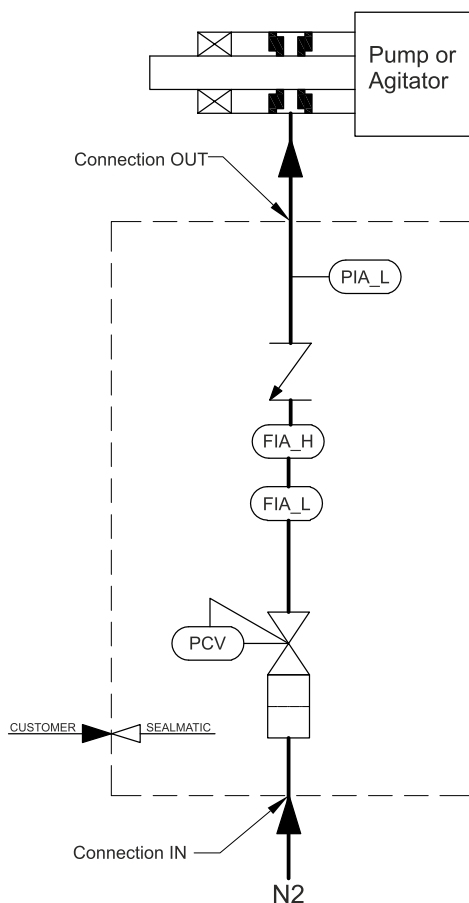 Pump or
Agitator
Connection OUT
PIA_L
FIA_H
FIA_L
PCV
CUSTOMER
SEALMATIC
Connection IN
N2